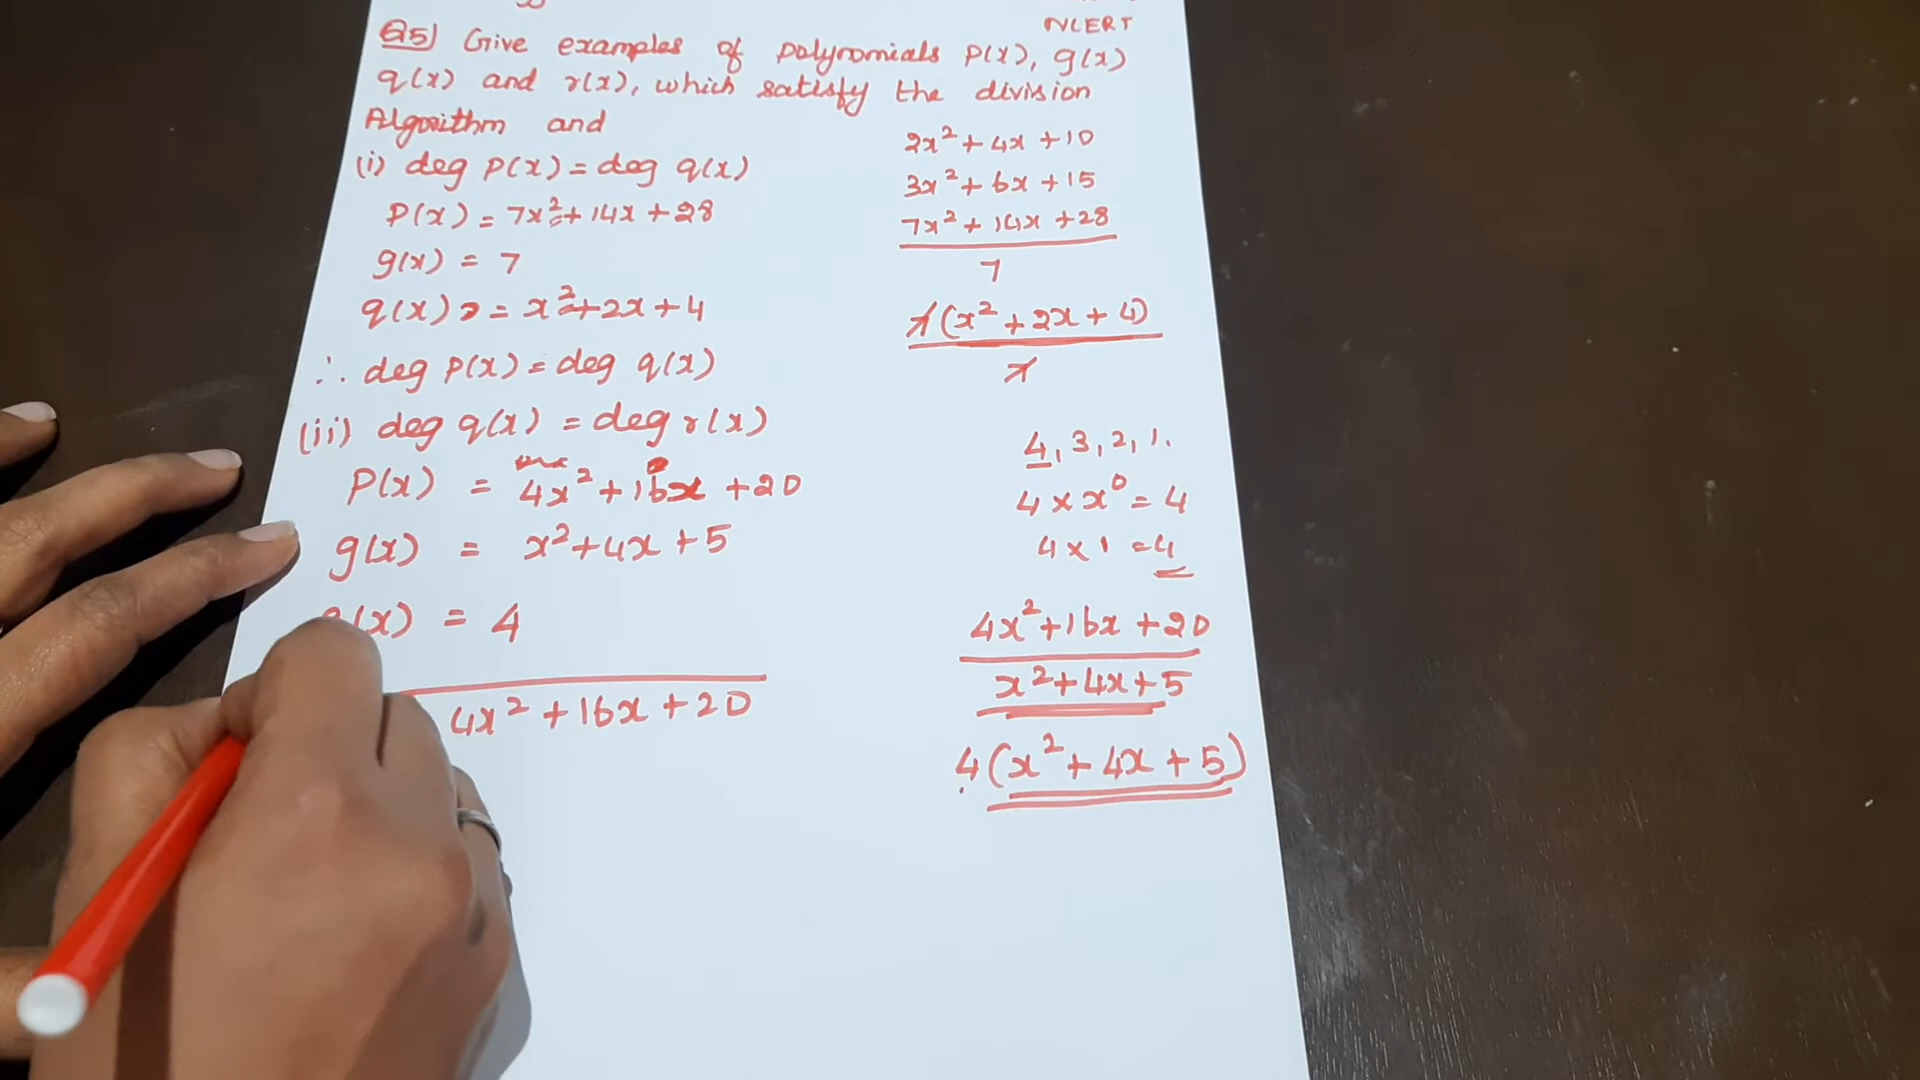 NCERT
Q5) Give examples of polynomials P(x), g(x)
q(x) and r(x), which satisfy the division
Algorithm and
(i) deg P(x) = deg q(x)
P(x) = 7x²+14x+28
g(x) = 7
q(x) = x²+2x+4
∴ deg P(x) = deg q(x)
(ii) deg q(x) = deg r(x)
P(x) = 4x²+16x+20
g(x) = x²+4x+5
q(x) = 4
4x²+16x+20
2x²+4x+10
3x²+6x+15
7x²+14x+28
7
7(x²+2x+4)
7
4, 3, 2, 1.
4 × x⁰ = 4
4 × 1 = 4
4x²+16x+20
x²+4x+5
4(x²+4x+5)